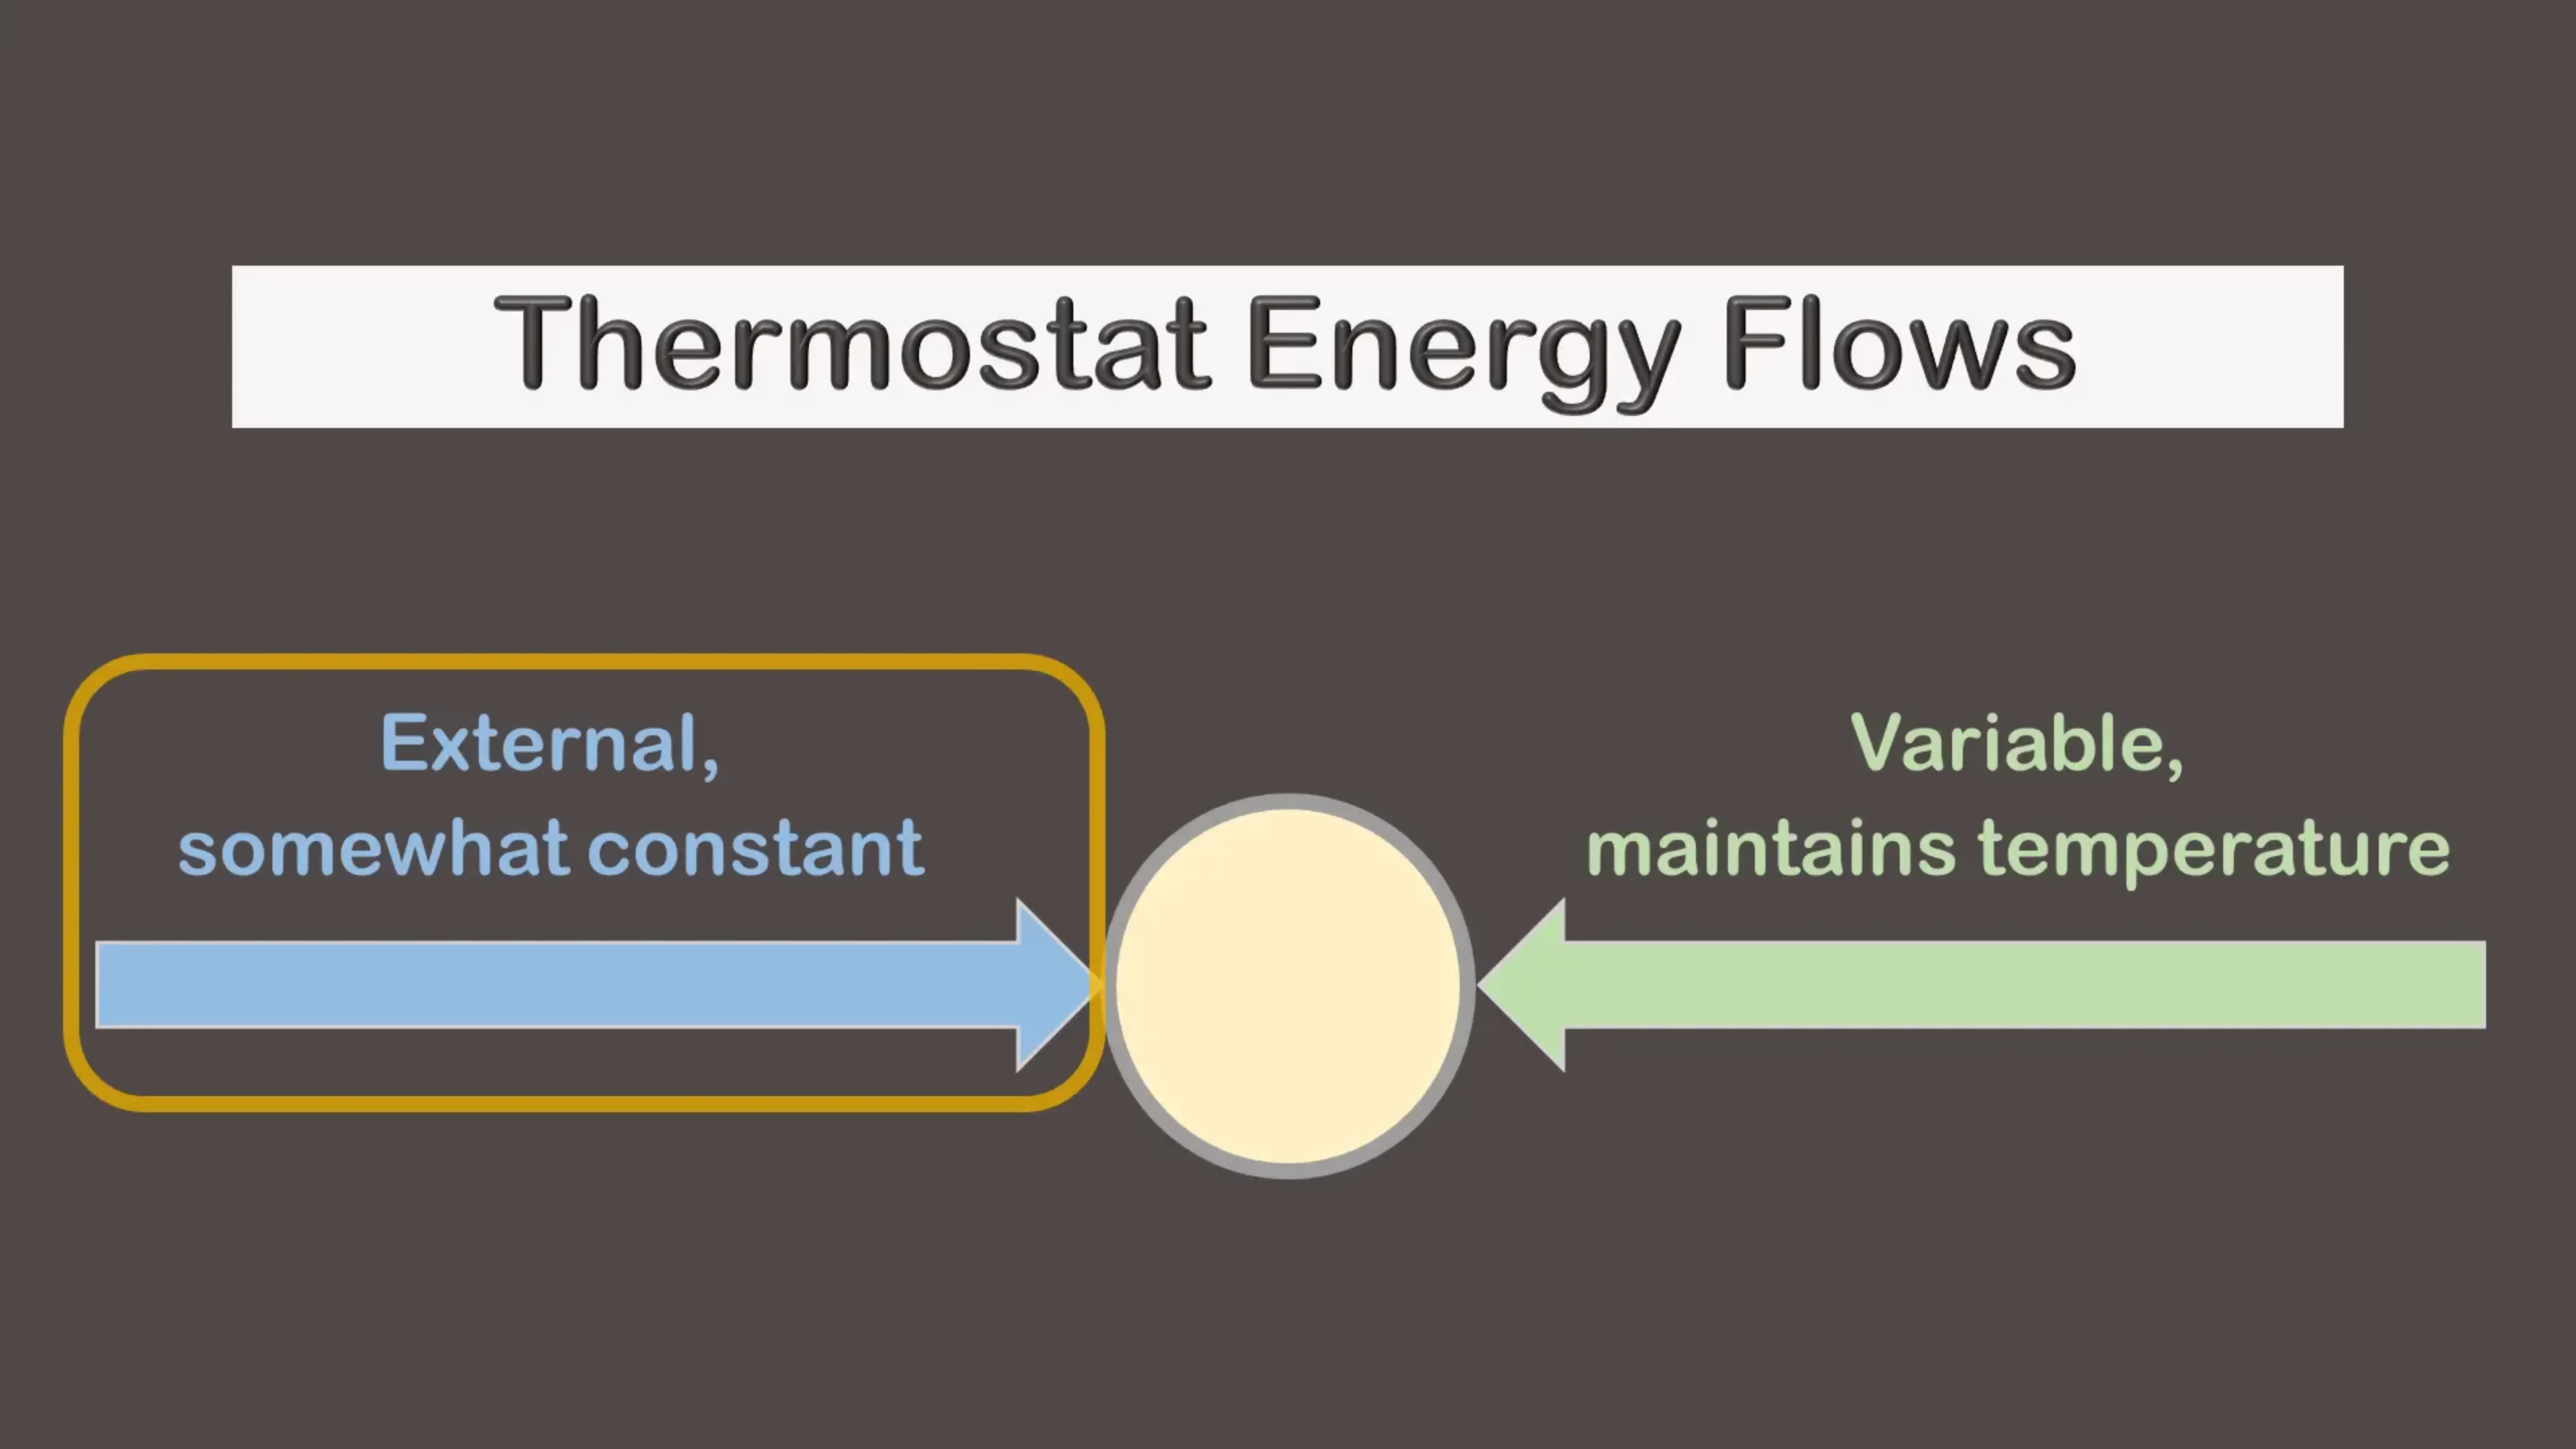 Thermostat Energy Flows
External,
somewhat constant
Variable,
maintains temperature